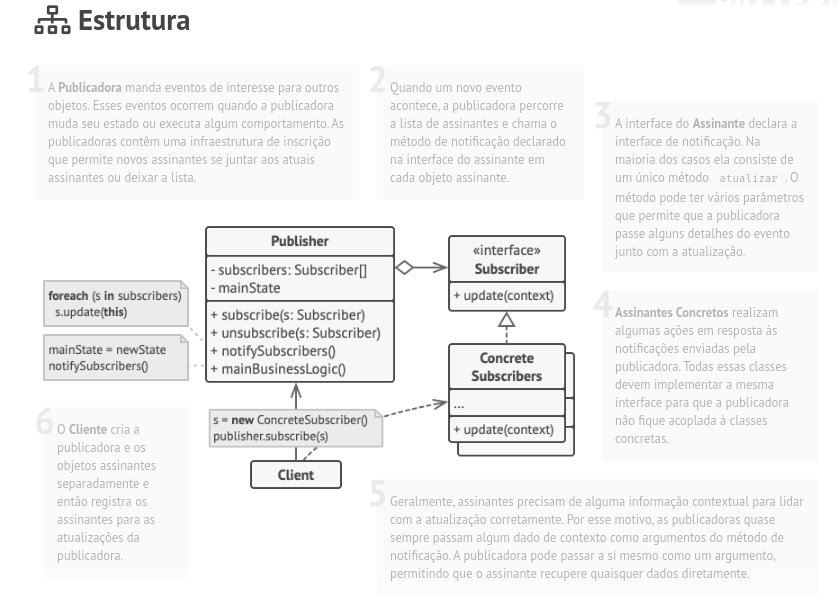 Estrutura
1
A Publicadora manda eventos de interesse para outros
objetos. Esses eventos ocorrem quando a publicadora
muda seu estado ou executa algum comportamento. As
publicadoras contêm uma infraestrutura de inscrição
que permite novos assinantes se juntar aos atuais
assinantes ou deixar a lista.
2
Quando um novo evento
acontece, a publicadora percorre
a lista de assinantes e chama o
método de notificação declarado
na interface do assinante em
cada objeto assinante.
3
A interface do Assinante declara a
interface de notificação. Na
maioria dos casos ela consiste de
um único método atualizar . O
método pode ter vários parâmetros
que permite que a publicadora
passe alguns detalhes do evento
junto com a atualização.
Publisher
- subscribers: Subscriber[]
- mainState
+ subscribe(s: Subscriber)
+ unsubscribe(s: Subscriber)
+ notifySubscribers()
+ mainBusinessLogic()
«interface»
Subscriber
+ update(context)
foreach (s in subscribers)
s.update(this)
mainState = newState
notifySubscribers()
4
Assinantes Concretos realizam
algumas ações em resposta às
notificações enviadas pela
publicadora. Todas essas classes
devem implementar a mesma
interface para que a publicadora
não fique acoplada à classes
concretas.
Concrete
Subscribers
...
+ update(context)
s = new ConcreteSubscriber()
publisher.subscribe(s)
Client
6
O Cliente cria a
publicadora e os
objetos assinantes
separadamente e
então registra os
assinantes para as
atualizações da
publicadora.
5
Geralmente, assinantes precisam de alguma informação contextual para lidar
com a atualização corretamente. Por esse motivo, as publicadoras quase
sempre passam algum dado de contexto como argumentos do método de
notificação. A publicadora pode passar a si mesmo como um argumento,
permitindo que o assinante recupere quaisquer dados diretamente.